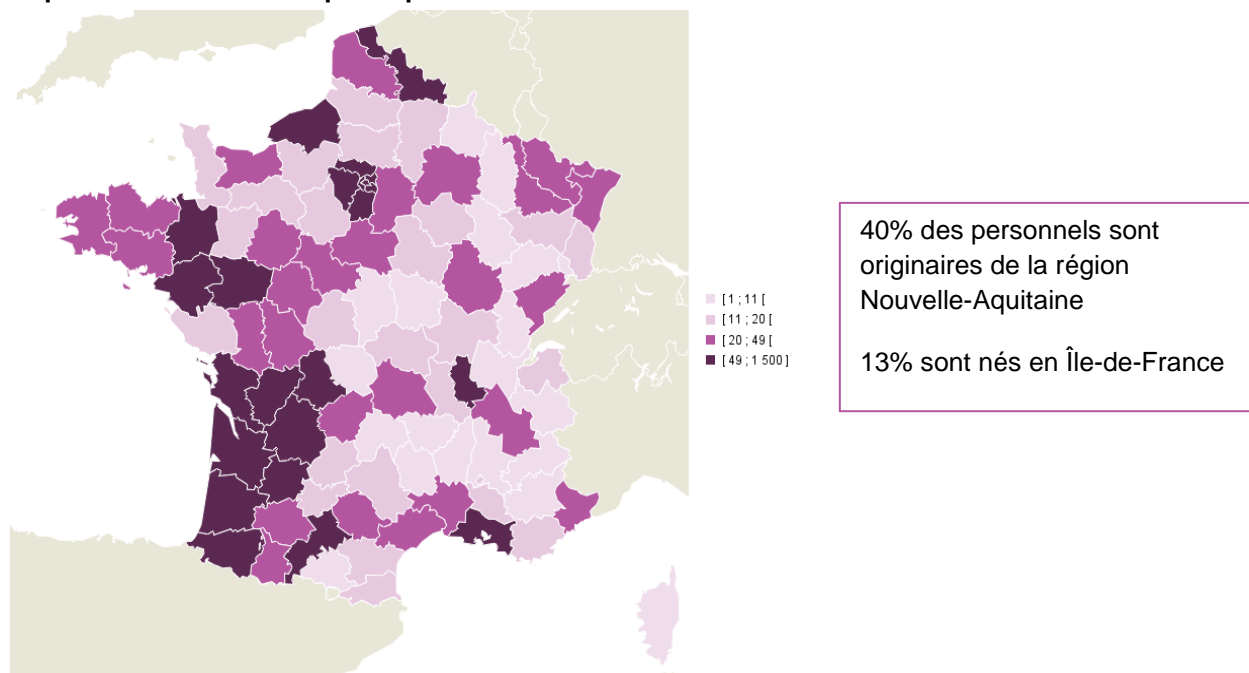 [ 1 ; 11 [
[ 11 ; 20 [
[ 20 ; 49 [
[ 49 ; 1 500 ]
40% des personnels sont
originaires de la région
Nouvelle-Aquitaine
13% sont nés en Île-de-France